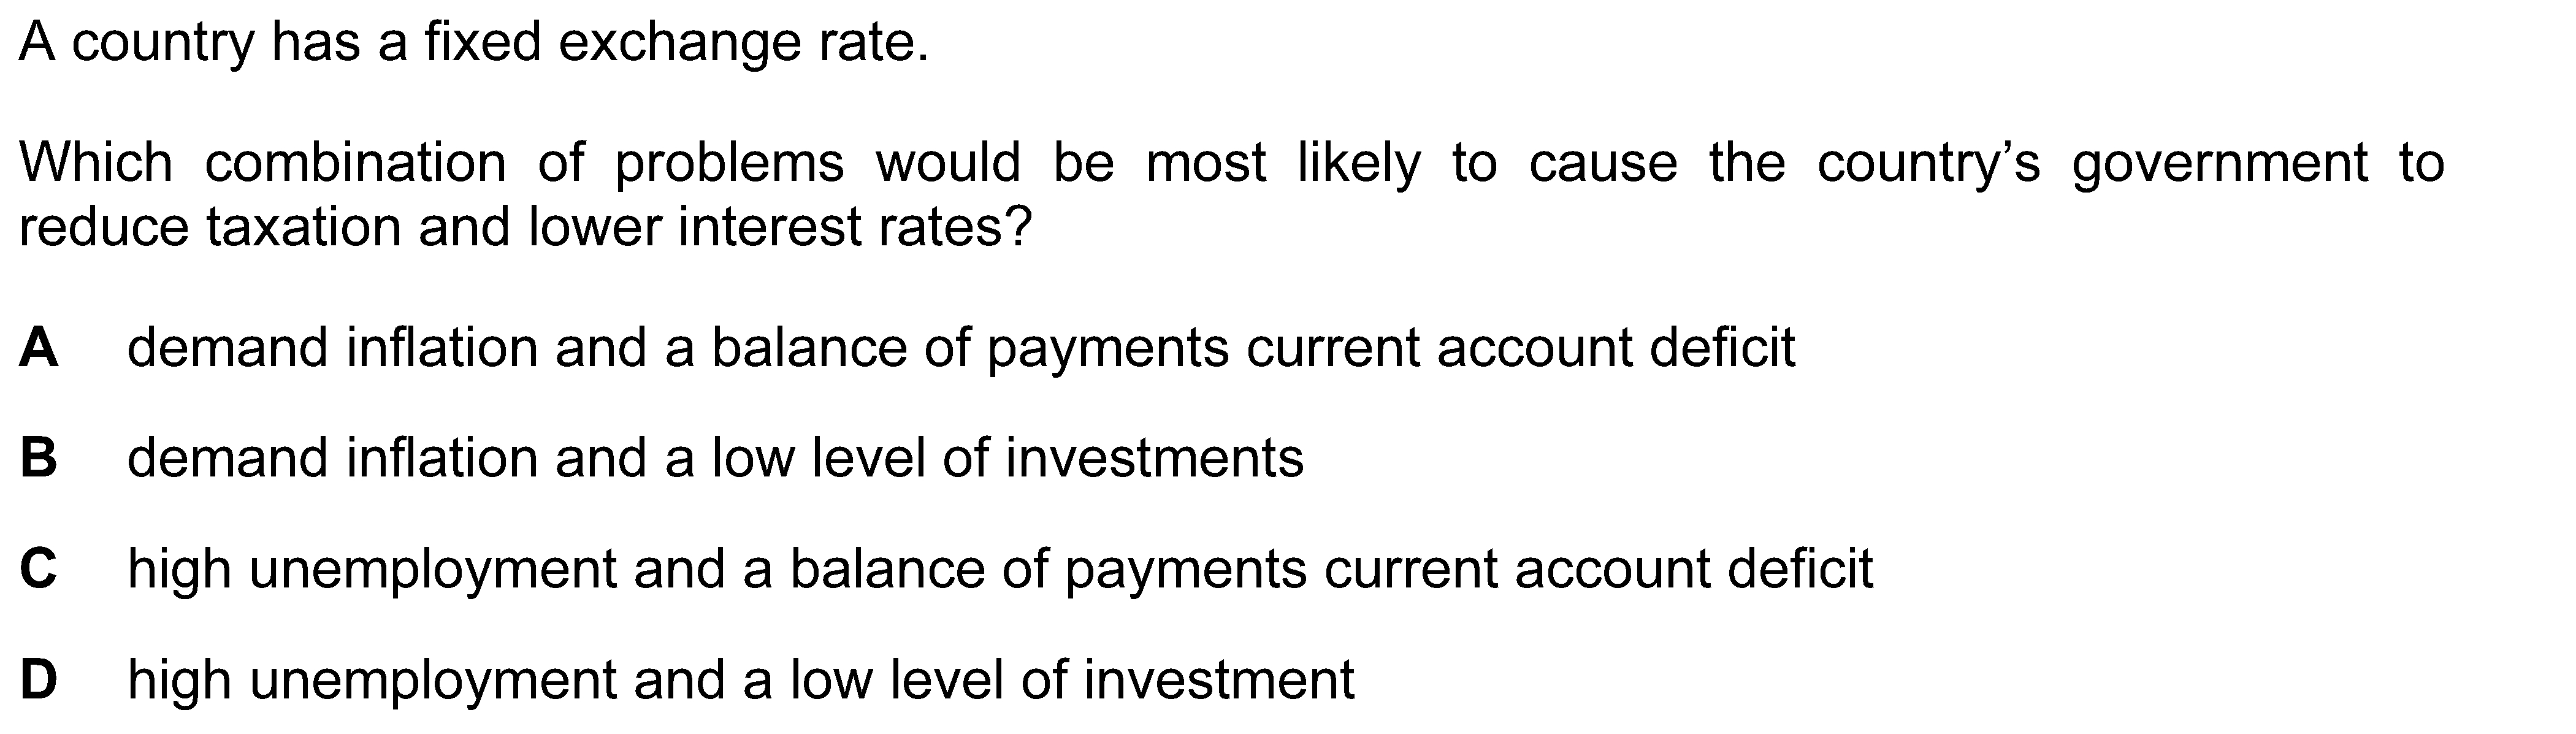 A country has a fixed exchange rate.
Which combination of problems would be most likely to cause the country’s government to
reduce taxation and lower interest rates?
A demand inflation and a balance of payments current account deficit
B demand inflation and a low level of investments
C high unemployment and a balance of payments current account deficit
D high unemployment and a low level of investment